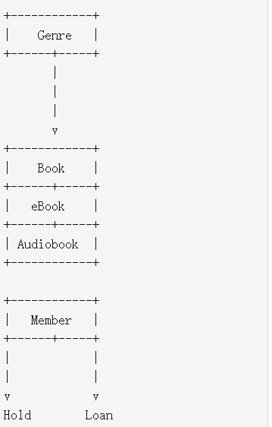 +-----------+
|   Genre   |
+-----+-----+
      |
      |
      |
      v
+-----------+
|   Book    |
+-----+-----+
|   eBook   |
+-----+-----+
| Audiobook |
+-----------+

+-----------+
|   Member  |
+-----+-----+
|           |
|           |
v           v
Hold       Loan